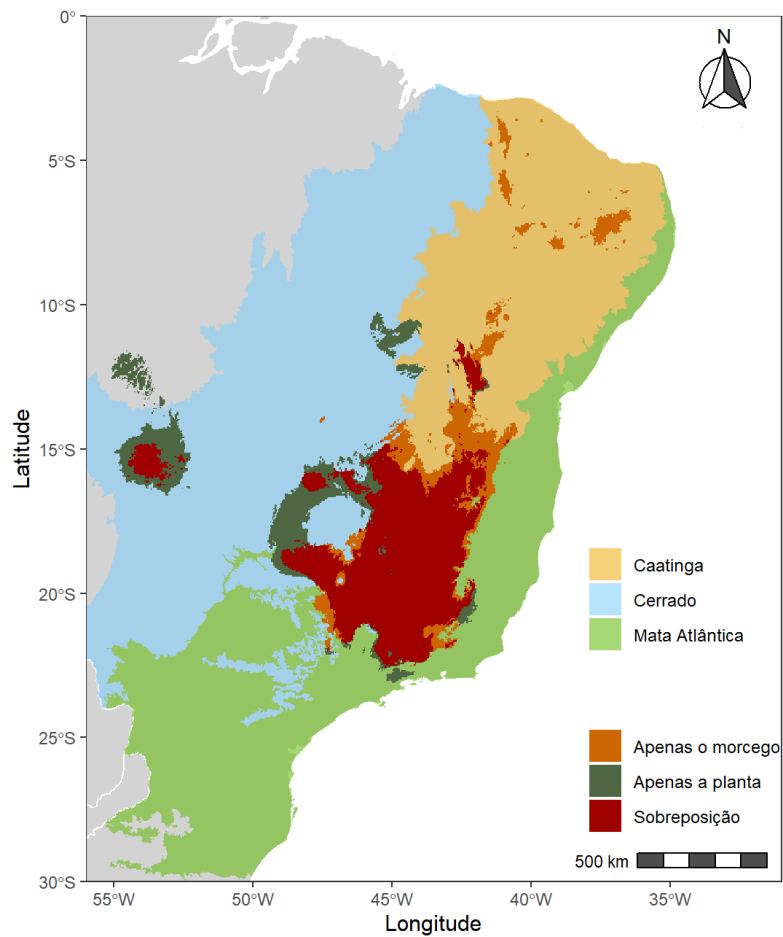 N
0°
5°S
10°S
15°S
20°S
25°S
30°S
Latitude
Caatinga
Cerrado
Mata Atlântica
Apenas o morcego
Apenas a planta
Sobreposição
500 km
55°W
50°W
45°W
40°W
35°W
Longitude